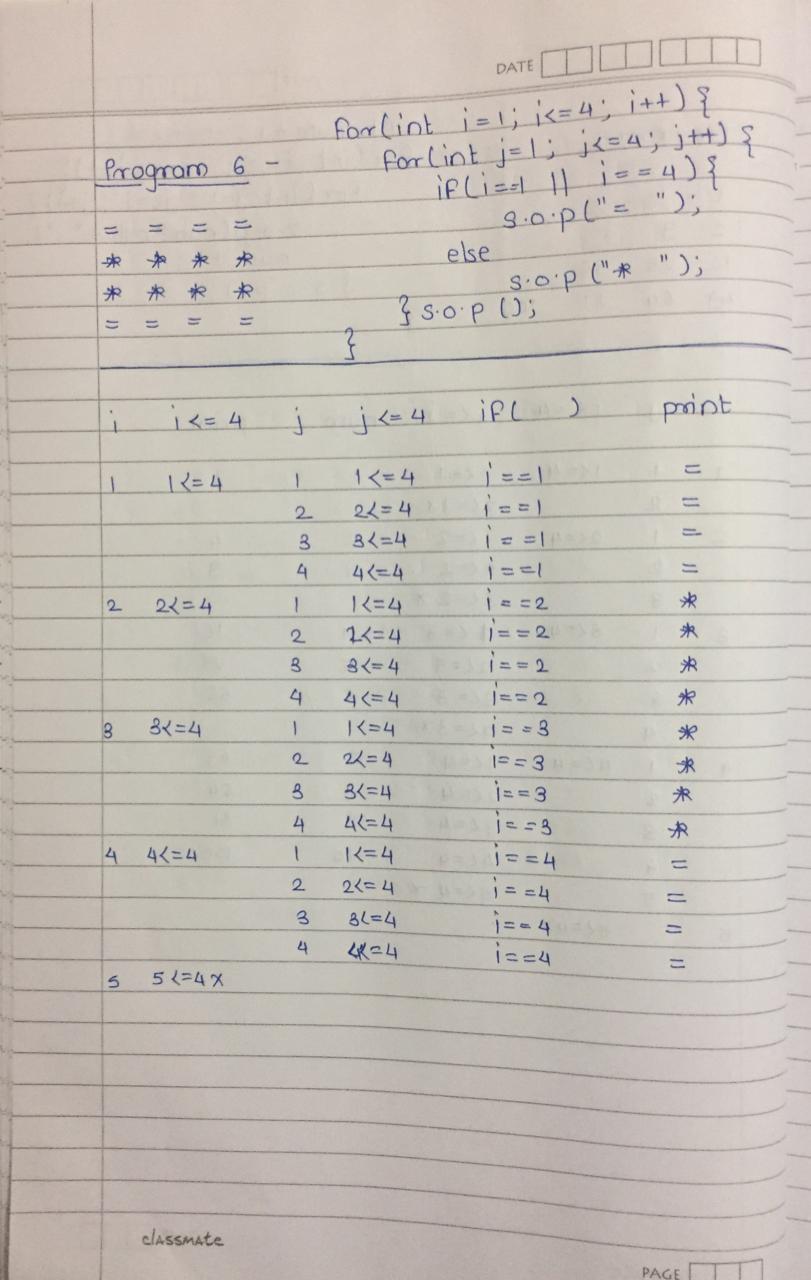 DATE
for(int i=1; i<=4; i++) {
Program 6 -
for(int j=1; j<=4; j++) {
if(i==1 || i==4) {
s.o.p("= ");
= = = =
else
* * * *
s.o.p ("* ");
* * * *
} s.o.p ();
= = = =
}
i i<=4 j j<=4 if( ) print
1 1<=4 1 1<=4 i==1 =
2 2<=4 i==1 =
3 3<=4 i==1 =
4 4<=4 i==1 =
2 2<=4 1 1<=4 i==2 *
2 2<=4 i==2 *
3 3<=4 i==2 *
4 4<=4 i==2 *
3 3<=4 1 1<=4 i==3 *
2 2<=4 i==3 *
3 3<=4 i==3 *
4 4<=4 i==3 *
4 4<=4 1 1<=4 i==4 =
2 2<=4 i==4 =
3 3<=4 i==4 =
4 4<=4 i==4 =
5 5<=4 x
classmate
PAGE